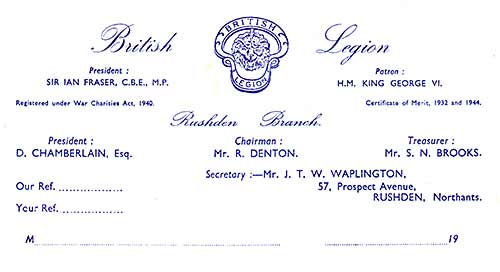 British Legion
BRITISH
LEGION
President : Patron :
SIR IAN FRASER, C.B.E., M.P. H.M. KING GEORGE VI.
Registered under War Charities Act, 1940. Certificate of Merit, 1932 and 1944.
Rushden Branch.
President : Chairman : Treasurer :
D. CHAMBERLAIN, Esq. Mr. R. DENTON. Mr. S. N. BROOKS.
Secretary :—Mr. J. T. W. WAPLINGTON,
Our Ref. .................. 57, Prospect Avenue,
RUSHDEN, Northants.
Your Ref. ..................
M............................................................ ..............................19